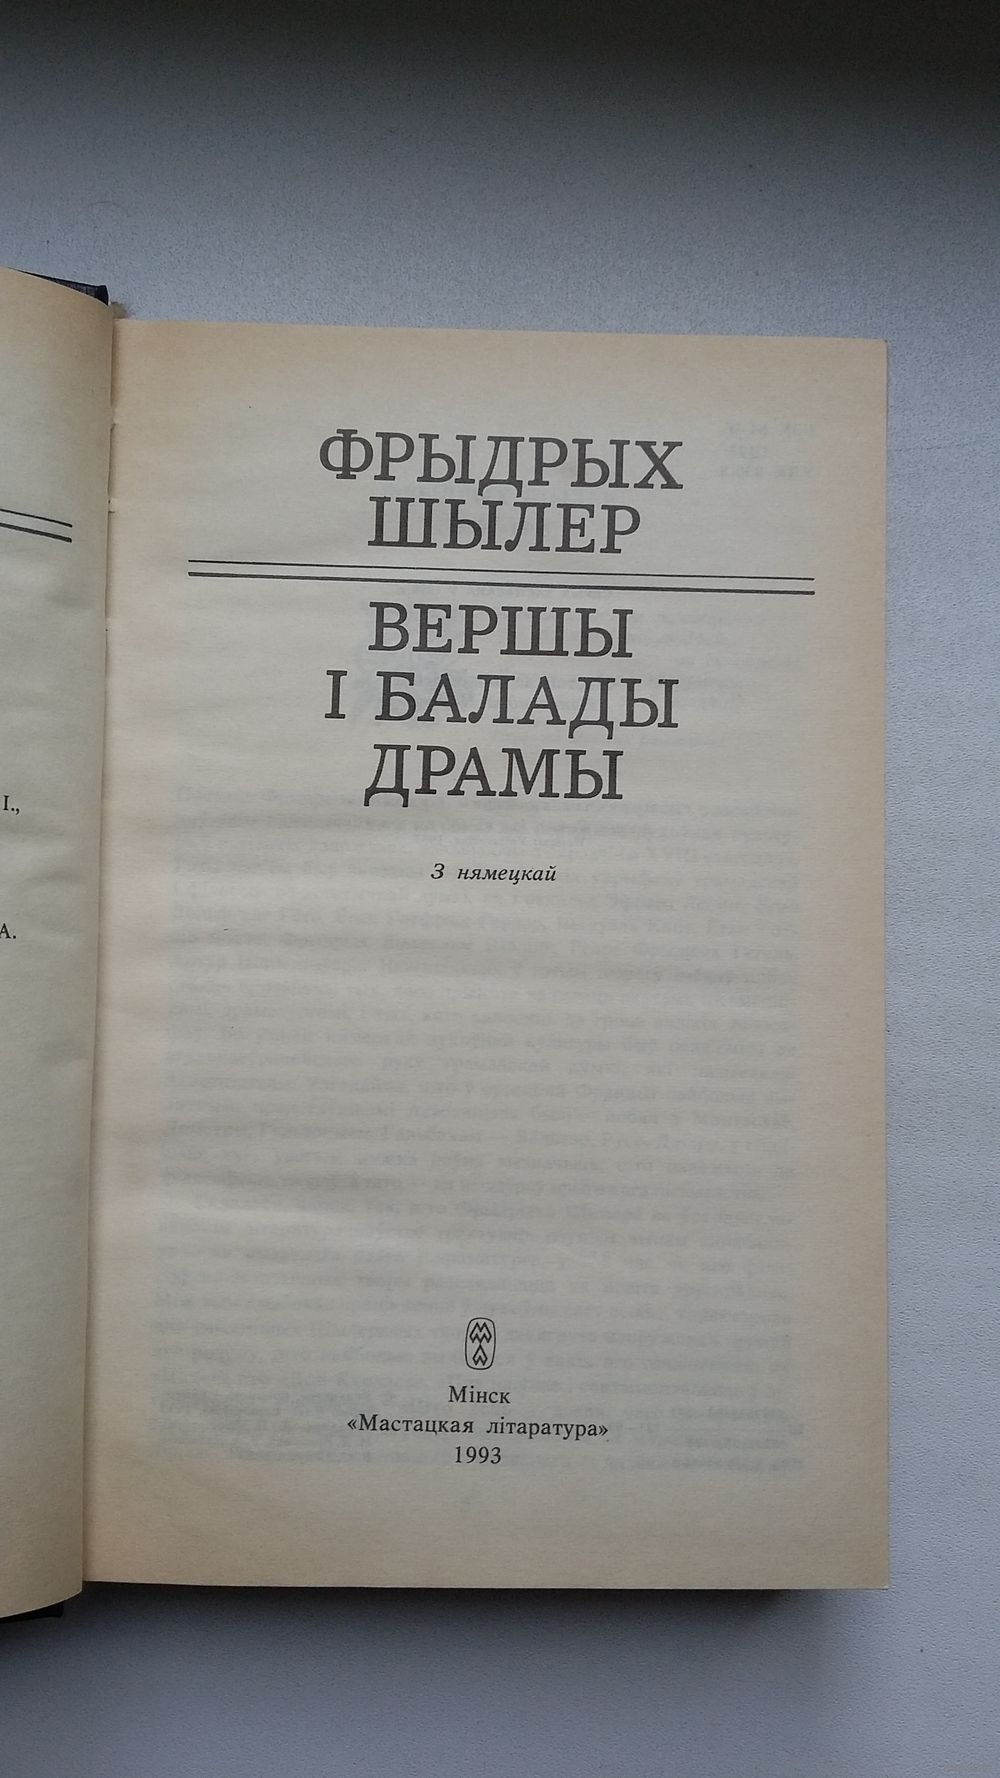 І.,
А.
ФРЫДРЫХ
ШЫЛЕР
ВЕРШЫ
І БАЛАДЫ
ДРАМЫ
З нямецкай
Мінск
«Мастацкая літаратура»
1993